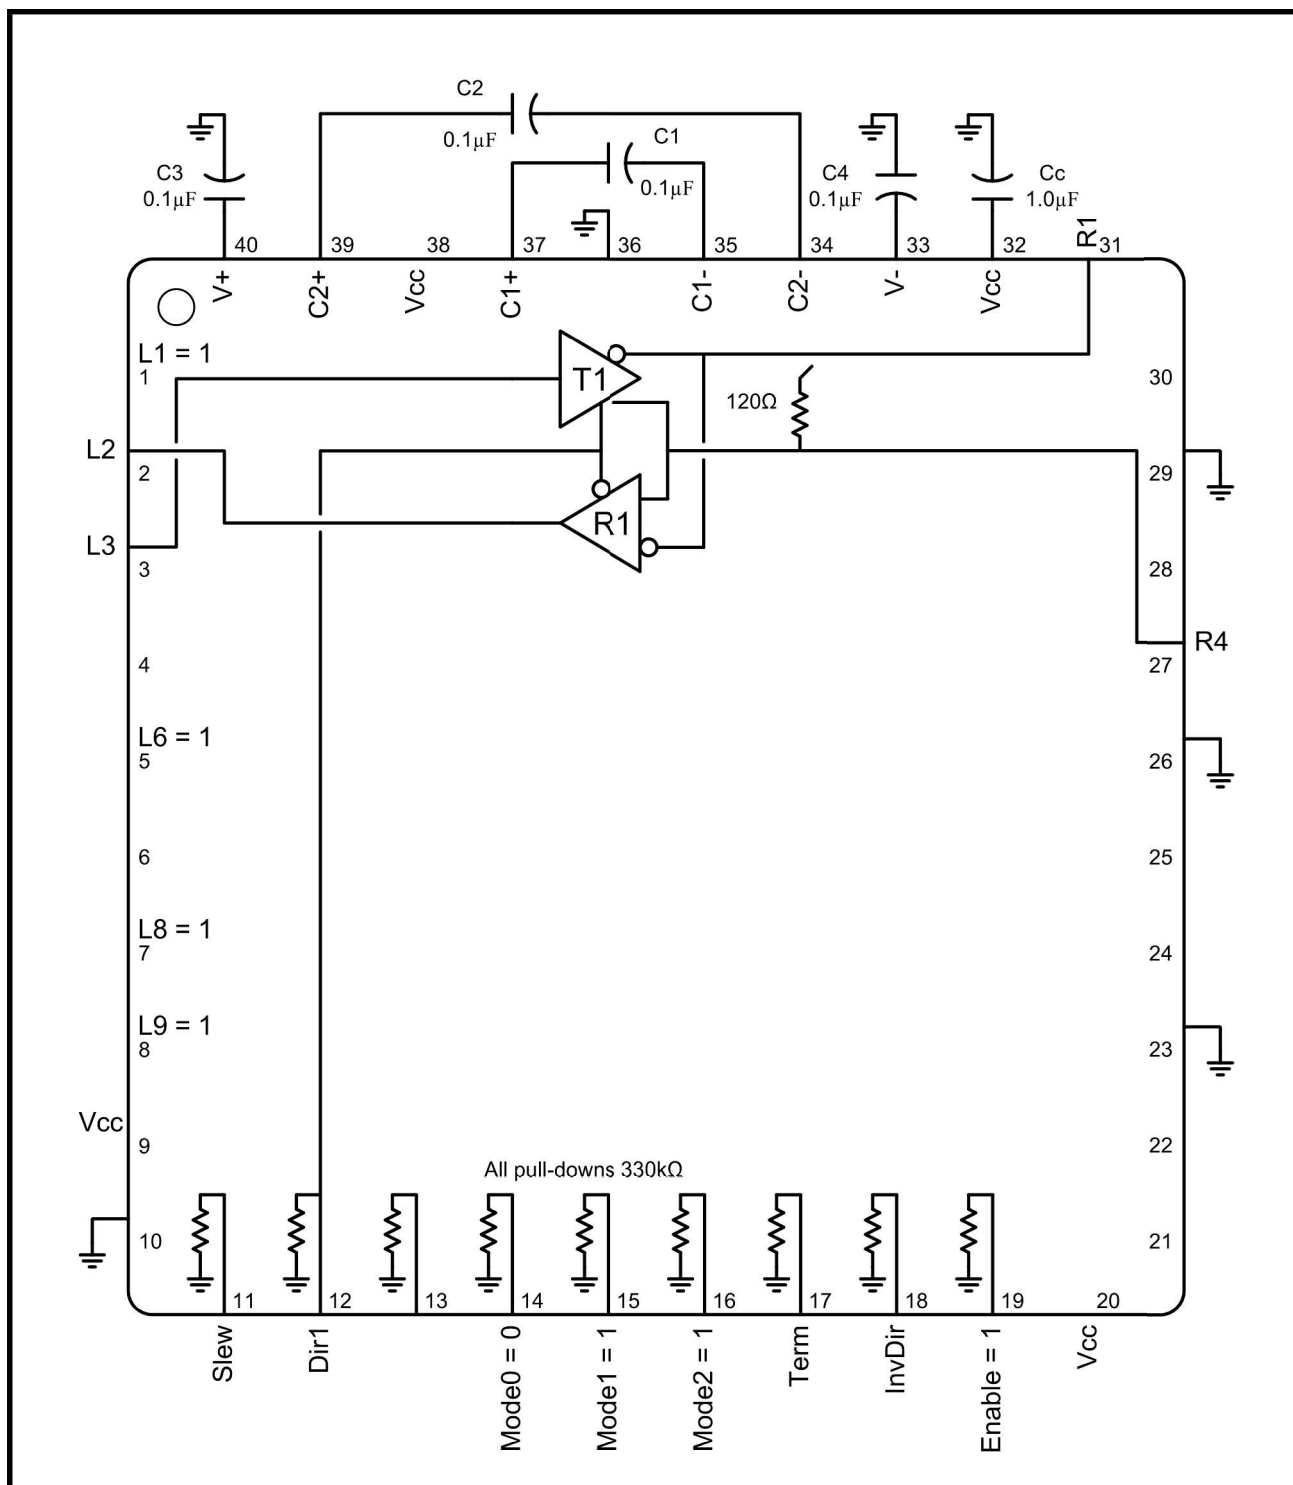 C2
0.1µF
C1
0.1µF
C3
0.1µF
C4
0.1µF
Cc
1.0µF
R1
40
39
38
37
36
35
34
33
32
31
V+
C2+
Vcc
C1+
C1-
C2-
V-
Vcc
L1 = 1
1
T1
120Ω
30
L2
2
29
R1
L3
3
28
R4
4
27
L6 = 1
5
26
6
25
L8 = 1
7
24
L9 = 1
8
23
Vcc
9
22
All pull-downs 330kΩ
10
21
11
12
13
14
15
16
17
18
19
20
Slew
Dir1
Mode0 = 0
Mode1 = 1
Mode2 = 1
Term
InvDir
Enable = 1
Vcc